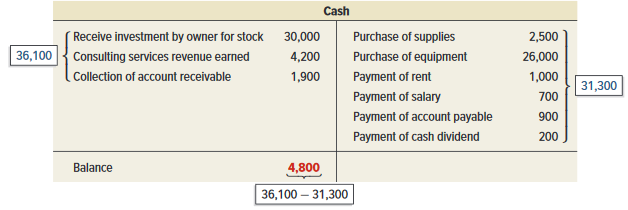 Cash
Receive investment by owner for stock 30,000 Purchase of supplies 2,500
36,100 Consulting services revenue earned 4,200 Purchase of equipment 26,000
Collection of account receivable 1,900 Payment of rent 1,000
31,300
Payment of salary 700
Payment of account payable 900
Payment of cash dividend 200
Balance 4,800
36,100 – 31,300